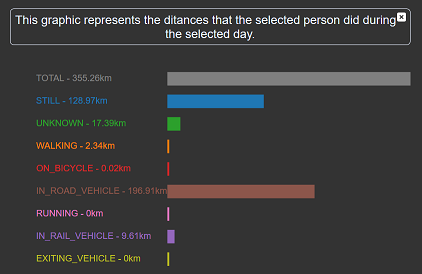 This graphic represents the ditances that the selected person did during
the selected day.
TOTAL - 355.26km
STILL - 128.97km
UNKNOWN - 17.39km
WALKING - 2.34km
ON_BICYCLE - 0.02km
IN_ROAD_VEHICLE - 196.91km
RUNNING - 0km
IN_RAIL_VEHICLE - 9.61km
EXITING_VEHICLE - 0km